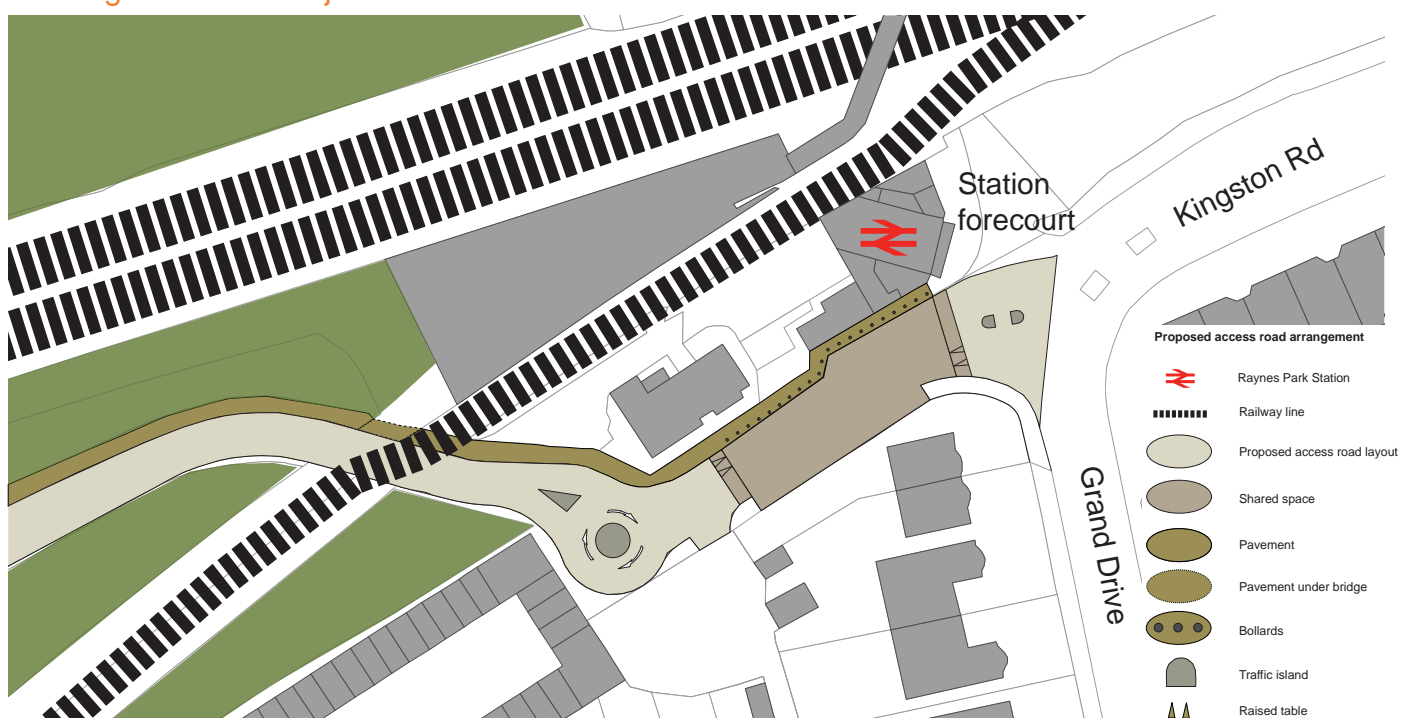 Station
forecourt
Kingston Rd
Grand Drive
Proposed access road arrangement
Raynes Park Station
Railway line
Proposed access road layout
Shared space
Pavement
Pavement under bridge
Bollards
Traffic island
Raised table